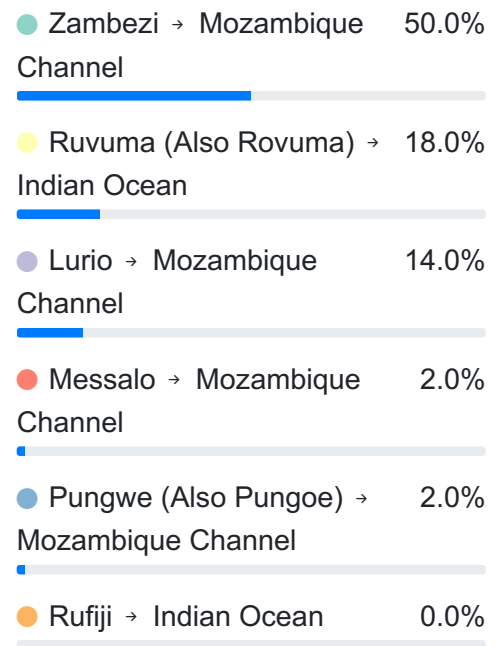 Zambezi → Mozambique 50.0%
Channel
Ruvuma (Also Rovuma) → 18.0%
Indian Ocean
Lurio → Mozambique 14.0%
Channel
Messalo → Mozambique 2.0%
Channel
Pungwe (Also Pungoe) → 2.0%
Mozambique Channel
Rufiji → Indian Ocean 0.0%